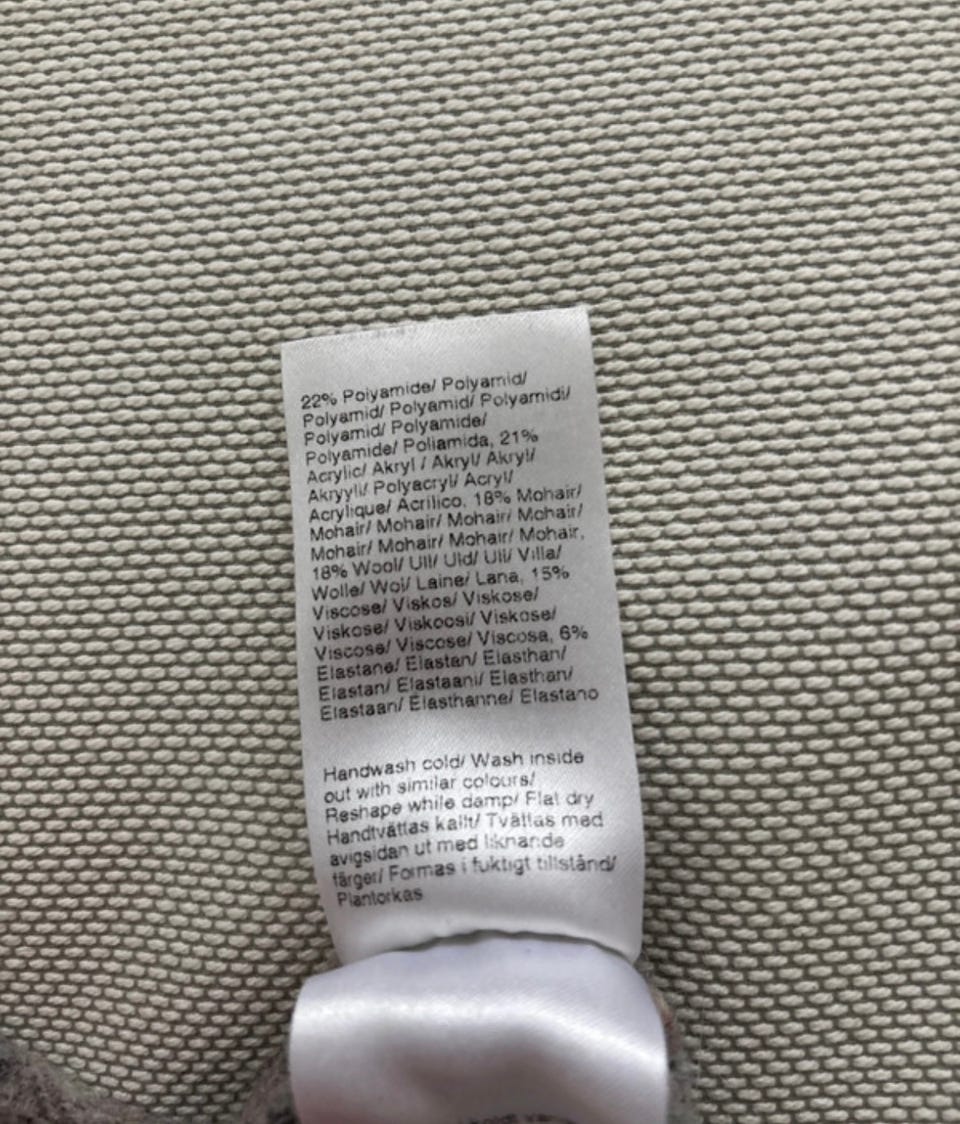 22% Polyamide/ Polyamid/
Polyamid/ Polyamid/ Polyamidi/
Polyamid/ Polyamide/
Polyamide/ Poliamida, 21%
Acrylic/ Akryl / Akryl/ Akryl/
Akryyli/ Polyacryl/ Acryl/
Acrylique/ Acrilico, 18% Mohair/
Mohair/ Mohair/ Mohair/ Mohair/
Mohair/ Mohair/ Mohair/ Mohair,
18% Wool/ Ull/ Uld/ Ull/ Villa/
Wolle/ Wol/ Laine/ Lana, 15%
Viscose/ Viskos/ Viskose/
Viskose/ Viskoosi/ Viskose/
Viscose/ Viscose/ Viscosa, 6%
Elastane/ Elastan/ Elasthan/
Elastan/ Elastaani/ Elasthan/
Elastaan/ Elasthanne/ Elastano
Handwash cold/ Wash inside
out with similar colours/
Reshape while damp/ Flat dry
Handtvättas kallt/ Tvättas med
avigsidan ut med liknande
färger/ Formas i fuktigt tillstånd/
Plantorkas